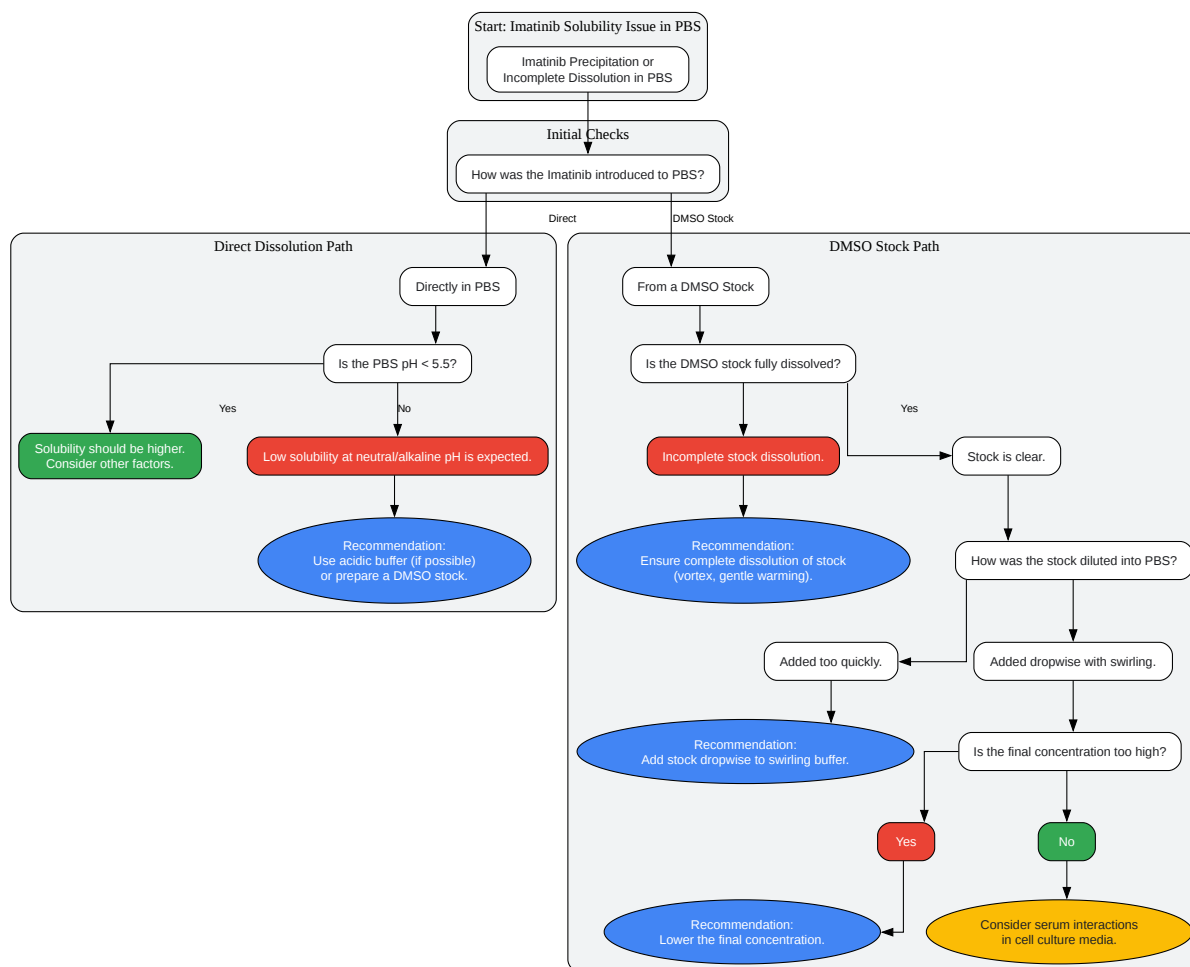 Start: Imatinib Solubility Issue in PBS
Imatinib Precipitation or
Incomplete Dissolution in PBS
Initial Checks
How was the Imatinib introduced to PBS?
Direct
DMSO Stock
Direct Dissolution Path
Directly in PBS
Is the PBS pH < 5.5?
Yes
No
Solubility should be higher.
Consider other factors.
Low solubility at neutral/alkaline pH is expected.
Recommendation:
Use acidic buffer (if possible)
or prepare a DMSO stock.
DMSO Stock Path
From a DMSO Stock
Is the DMSO stock fully dissolved?
Yes
Incomplete stock dissolution.
Stock is clear.
Recommendation:
Ensure complete dissolution of stock
(vortex, gentle warming).
How was the stock diluted into PBS?
Added too quickly.
Added dropwise with swirling.
Recommendation:
Add stock dropwise to swirling buffer.
Is the final concentration too high?
Yes
No
Recommendation:
Lower the final concentration.
Consider serum interactions
in cell culture media.